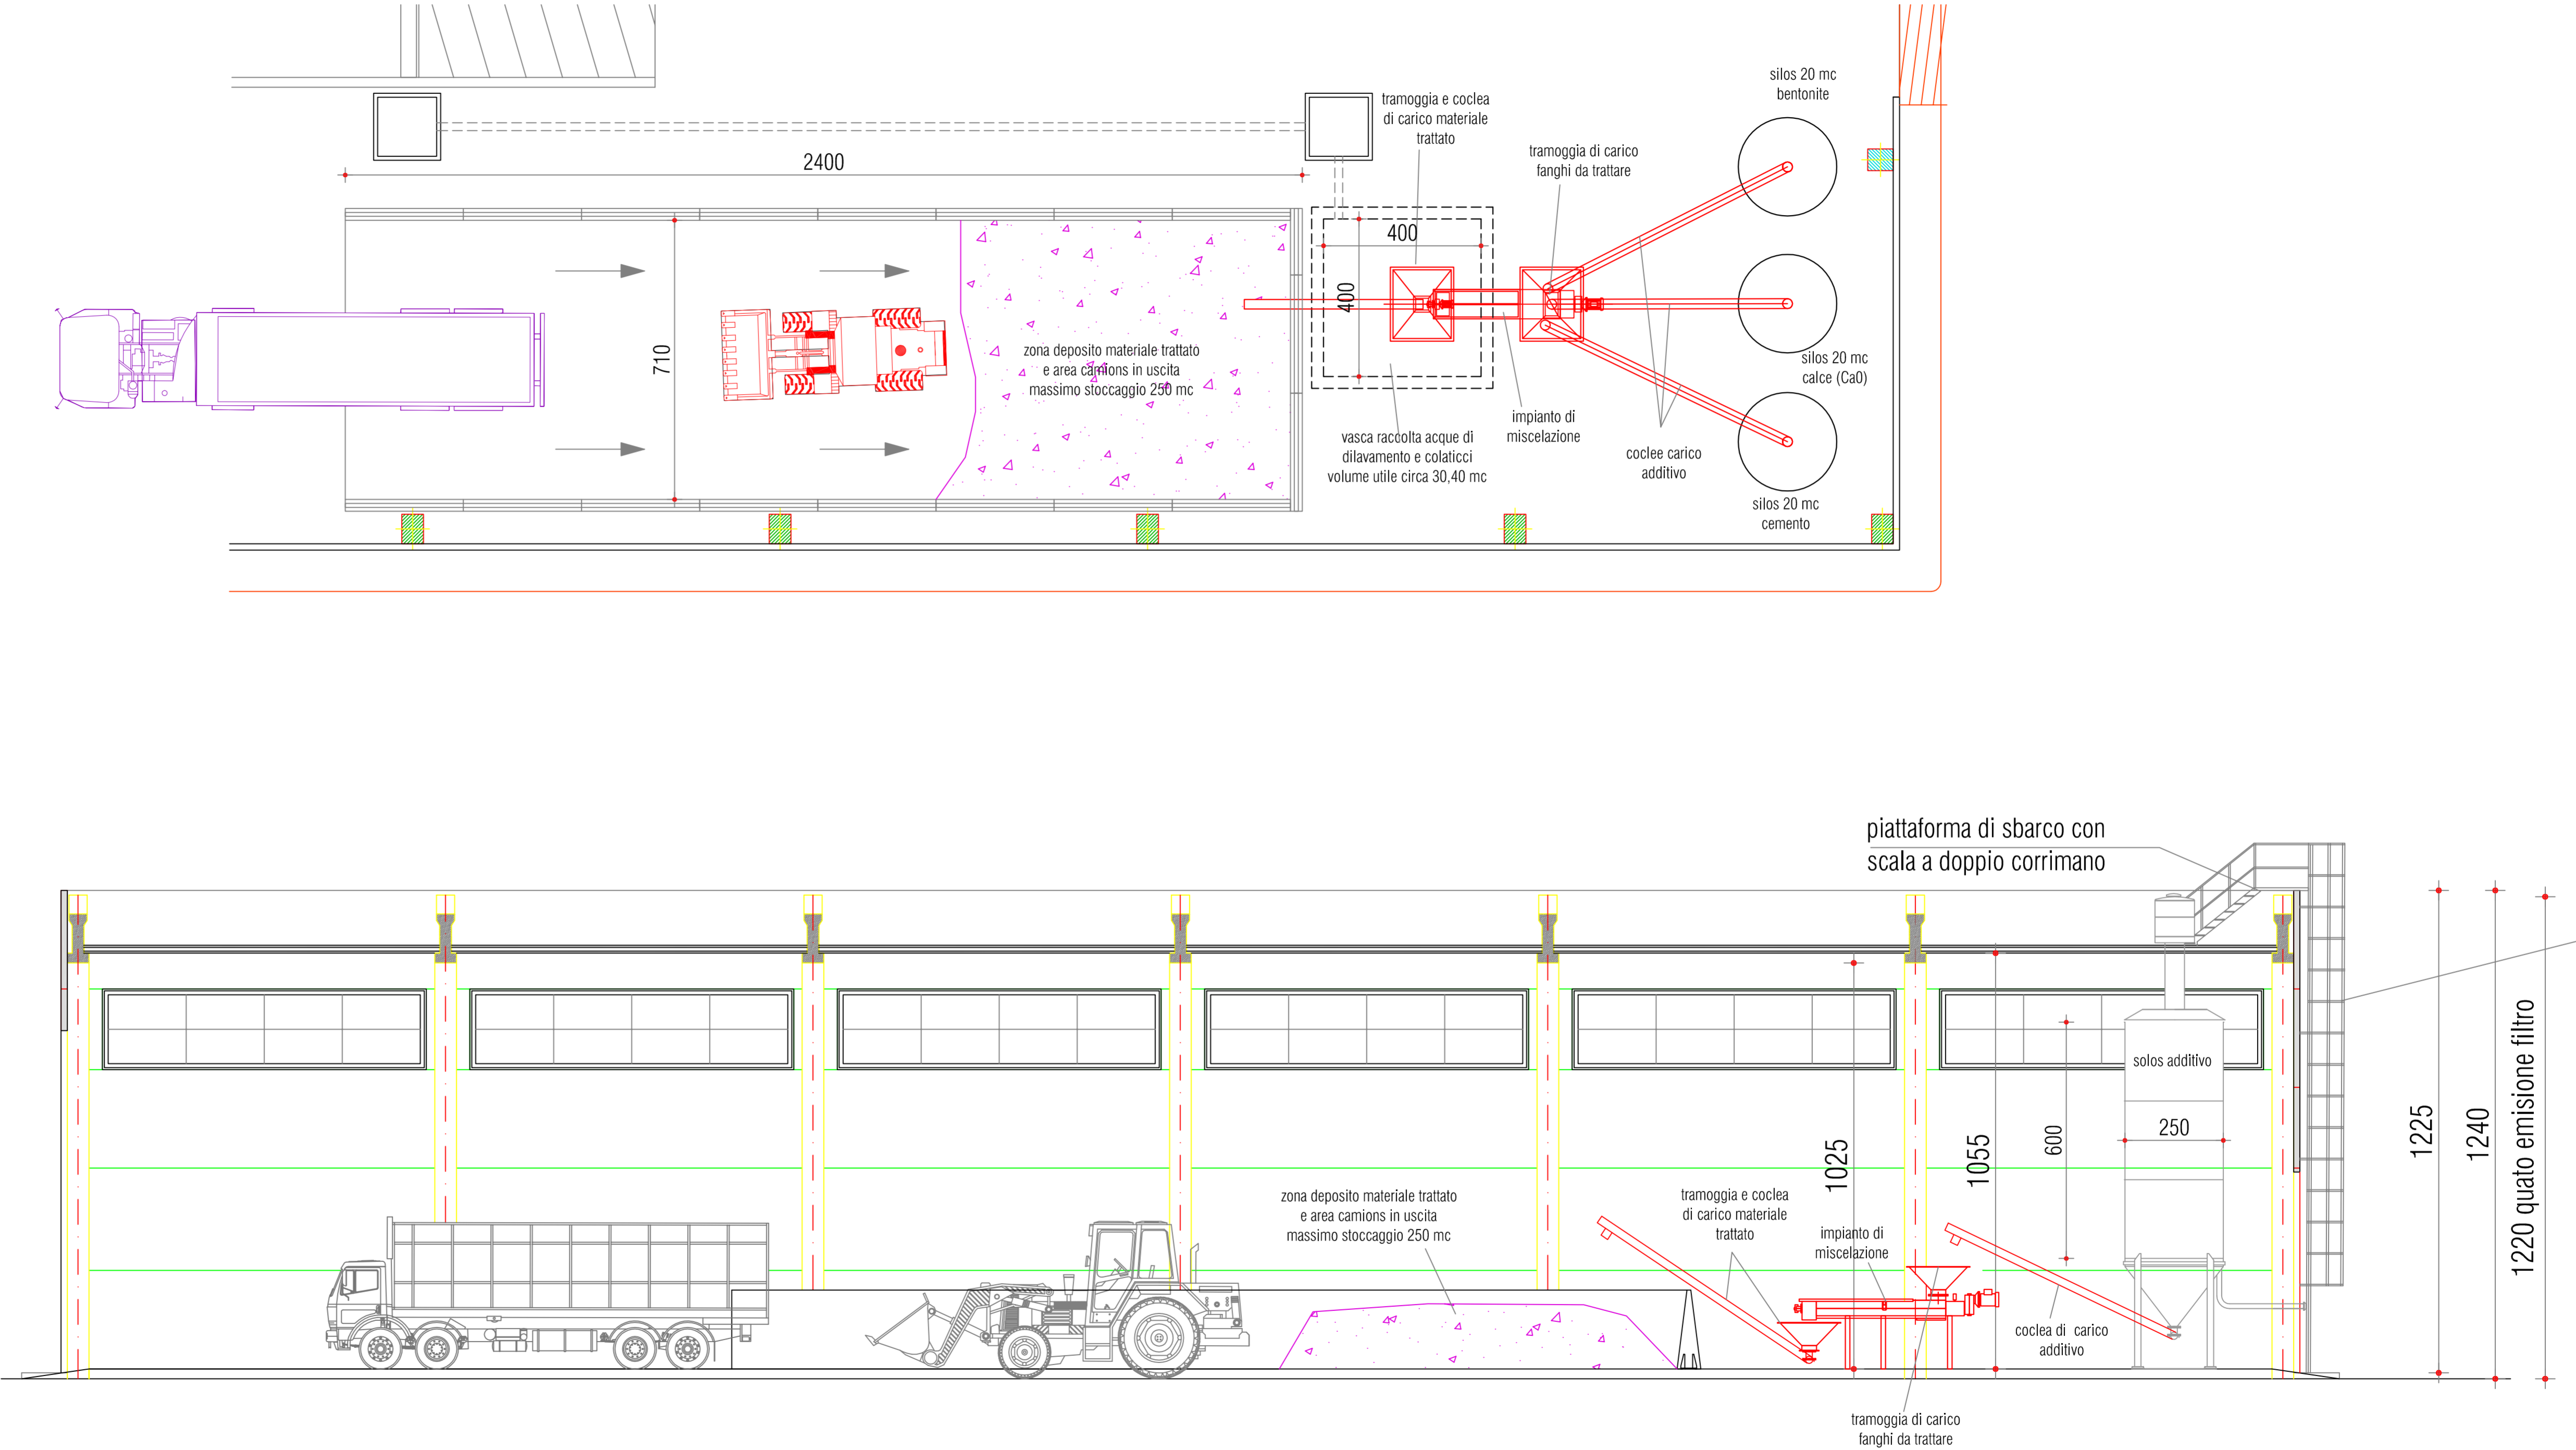 silos 20 mc
bentonite
tramoggia e coclea
di carico materiale
trattato
tramoggia di carico
fanghi da trattare
2400
400
400
710
zona deposito materiale trattato
e area camions in uscita
massimo stoccaggio 250 mc
silos 20 mc
calce (Ca0)
impianto di
miscelazione
vasca raccolta acque di
dilavamento e colaticci
volume utile circa 30,40 mc
coclee carico
additivo
silos 20 mc
cemento
piattaforma di sbarco con
scala a doppio corrimano
solos additivo
250
600
1025
1055
1225
1240
1220 quato emisione filtro
zona deposito materiale trattato
e area camions in uscita
massimo stoccaggio 250 mc
tramoggia e coclea
di carico materiale
trattato
impianto di
miscelazione
coclea di carico
additivo
tramoggia di carico
fanghi da trattare